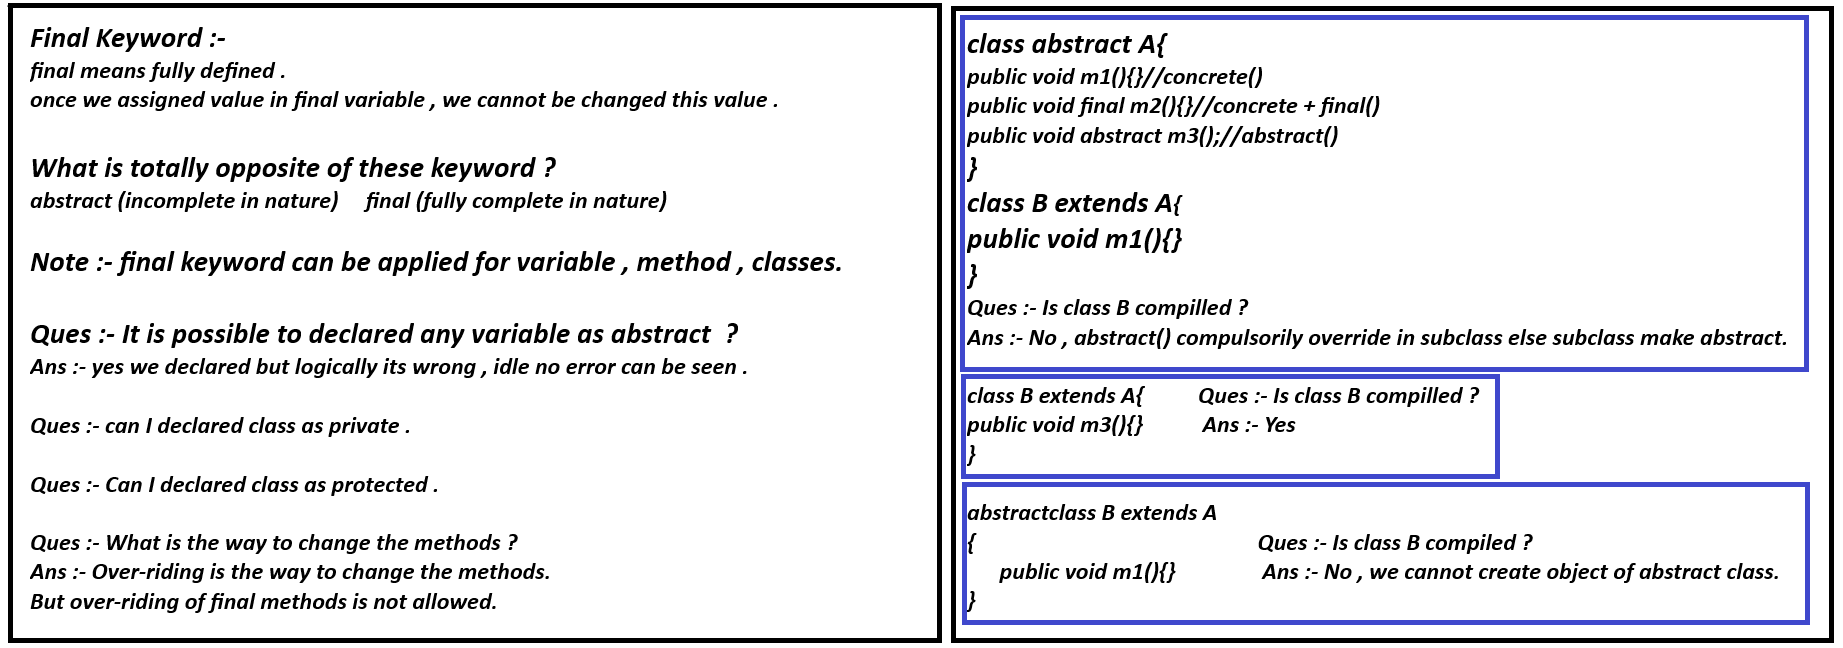 Final Keyword :-
final means fully defined .
once we assigned value in final variable , we cannot be changed this value .
What is totally opposite of these keyword ?
abstract (incomplete in nature)    final (fully complete in nature)
Note :- final keyword can be applied for variable , method , classes.
Ques :- It is possible to declared any variable as abstract  ?
Ans :- yes we declared but logically its wrong , idle no error can be seen .
Ques :- can I declared class as private .
Ques :- Can I declared class as protected .
Ques :- What is the way to change the methods ?
Ans :- Over-riding is the way to change the methods.
But over-riding of final methods is not allowed.
class abstract A{
public void m1(){}//concrete()
public void final m2(){}//concrete + final()
public void abstract m3();//abstract()
}
class B extends A{
public void m1(){}
}
Ques :- Is class B compilled ?
Ans :- No , abstract() compulsorily override in subclass else subclass make abstract.
class B extends A{        Ques :- Is class B compilled ?
public void m3(){}        Ans :- Yes
}
abstractclass B extends A
{        Ques :- Is class B compiled ?
public void m1(){}        Ans :- No , we cannot create object of abstract class.
}